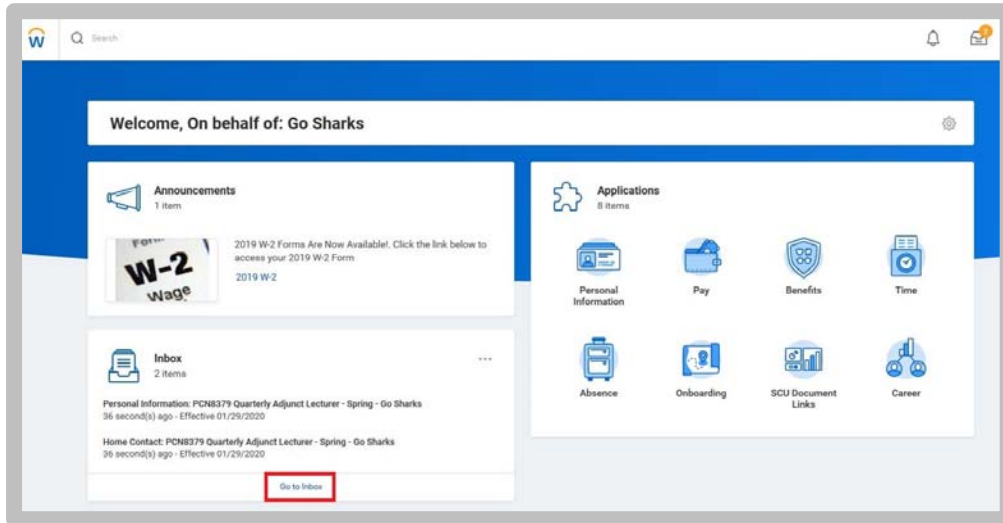 W
Search
2
Welcome, On behalf of: Go Sharks
Announcements
1 item
Form
W-2
Wage
2019 W-2 Forms Are Now Available!. Click the link below to
access your 2019 W-2 Form
2019 W-2
Inbox
2 items
Personal Information: PCN8379 Quarterly Adjunct Lecturer - Spring - Go Sharks
36 second(s) ago - Effective 01/29/2020
Home Contact: PCN8379 Quarterly Adjunct Lecturer - Spring - Go Sharks
36 second(s) ago - Effective 01/29/2020
Go to Inbox
Applications
8 items
Personal
Information
Pay
Benefits
Time
Absence
Onboarding
SCU Document
Links
Career